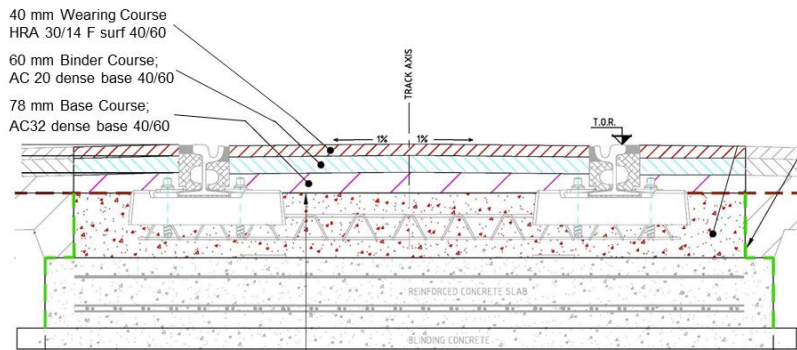 40 mm Wearing Course
HRA 30/14 F surf 40/60
60 mm Binder Course;
AC 20 dense base 40/60
78 mm Base Course;
AC32 dense base 40/60
TRACK AXIS
1% 1%
T.O.R.
REINFORCED CONCRETE SLAB
BLINDING CONCRETE